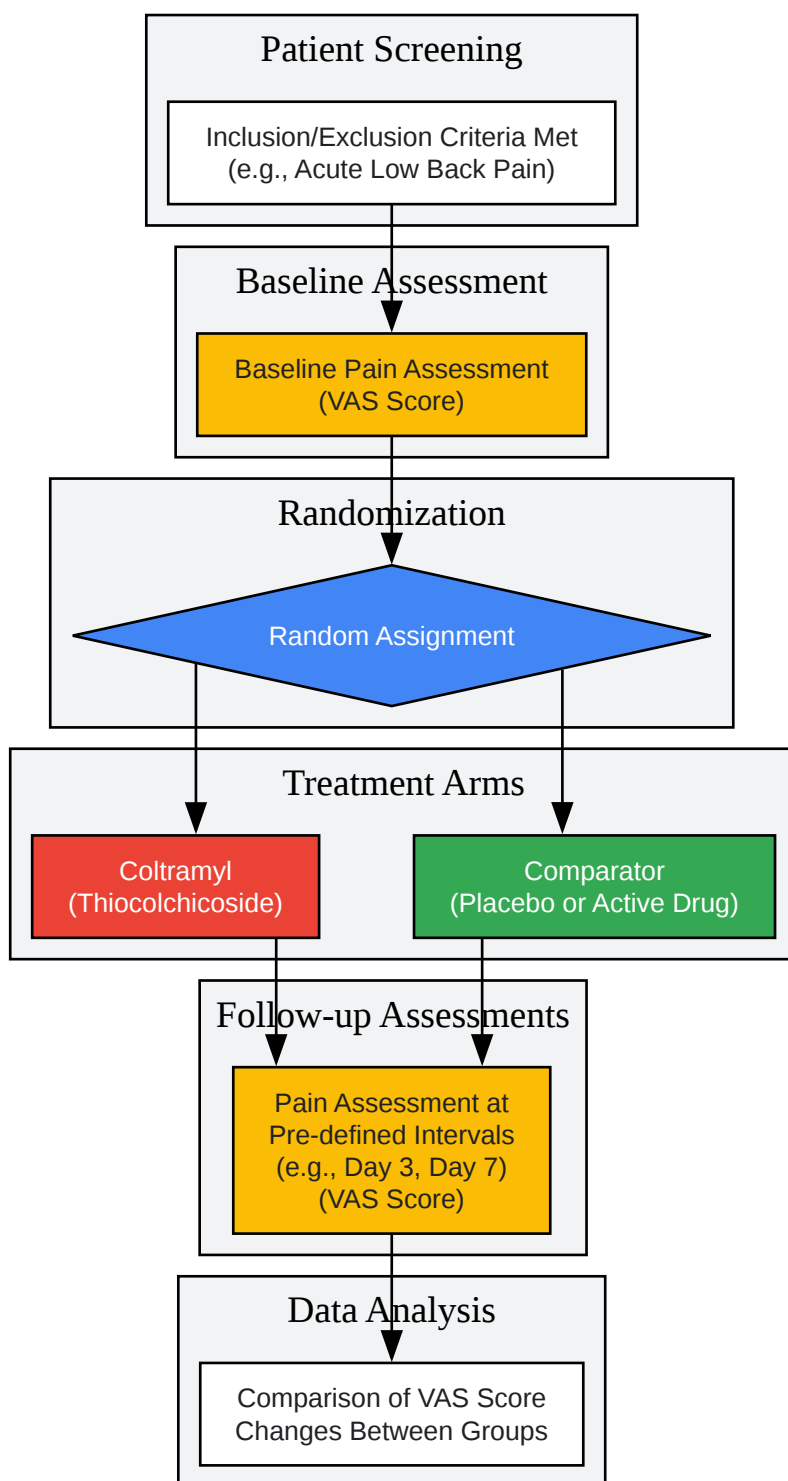 Patient Screening
Inclusion/Exclusion Criteria Met
(e.g., Acute Low Back Pain)
Baseline Assessment
Baseline Pain Assessment
(VAS Score)
Randomization
Random Assignment
Treatment Arms
Coltramyl
(Thiocolchicoside)
Comparator
(Placebo or Active Drug)
Follow-up Assessments
Pain Assessment at
Pre-defined Intervals
(e.g., Day 3, Day 7)
(VAS Score)
Data Analysis
Comparison of VAS Score
Changes Between Groups